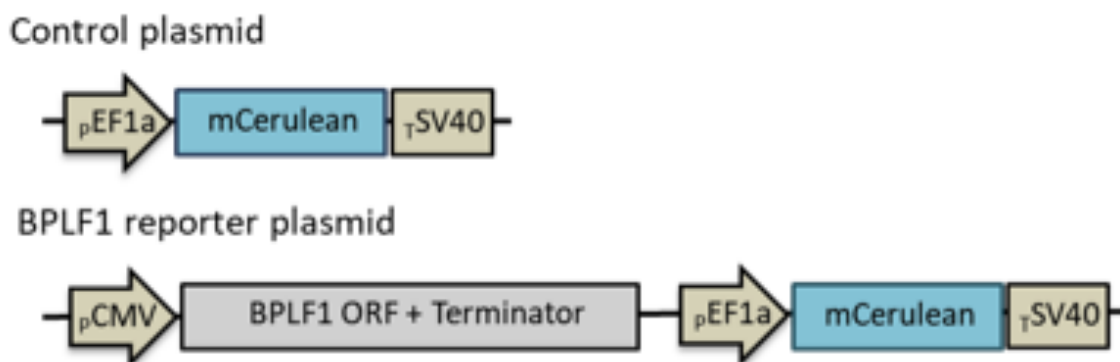 Control plasmid
pEF1a mCerulean TSV40
BPLF1 reporter plasmid
pCMV BPLF1 ORF + Terminator pEF1a mCerulean TSV40